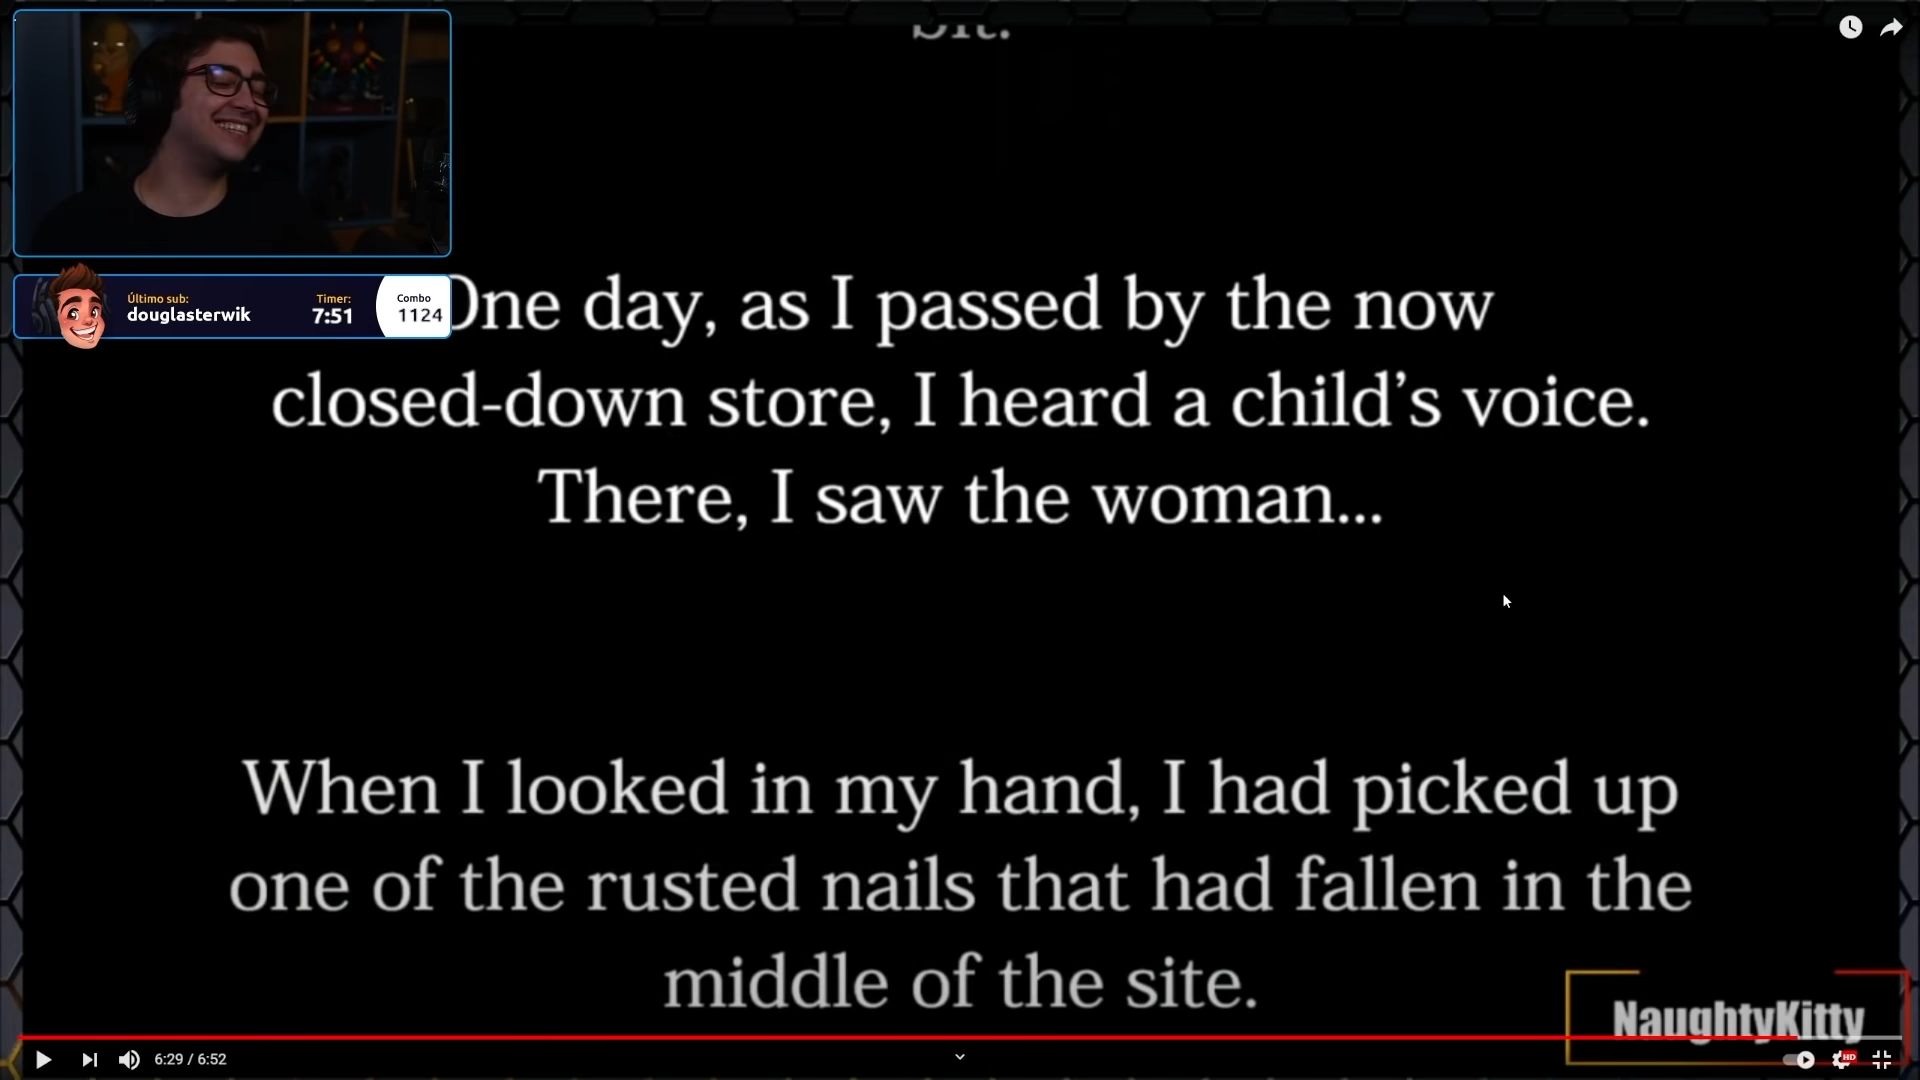 Último sub:
douglasterwik
Timer:
7:51
Combo
1124
One day, as I passed by the now
closed-down store, I heard a child’s voice.
There, I saw the woman...
When I looked in my hand, I had picked up
one of the rusted nails that had fallen in the
middle of the site.
NaughtyKitty
6:29 / 6:52
HD